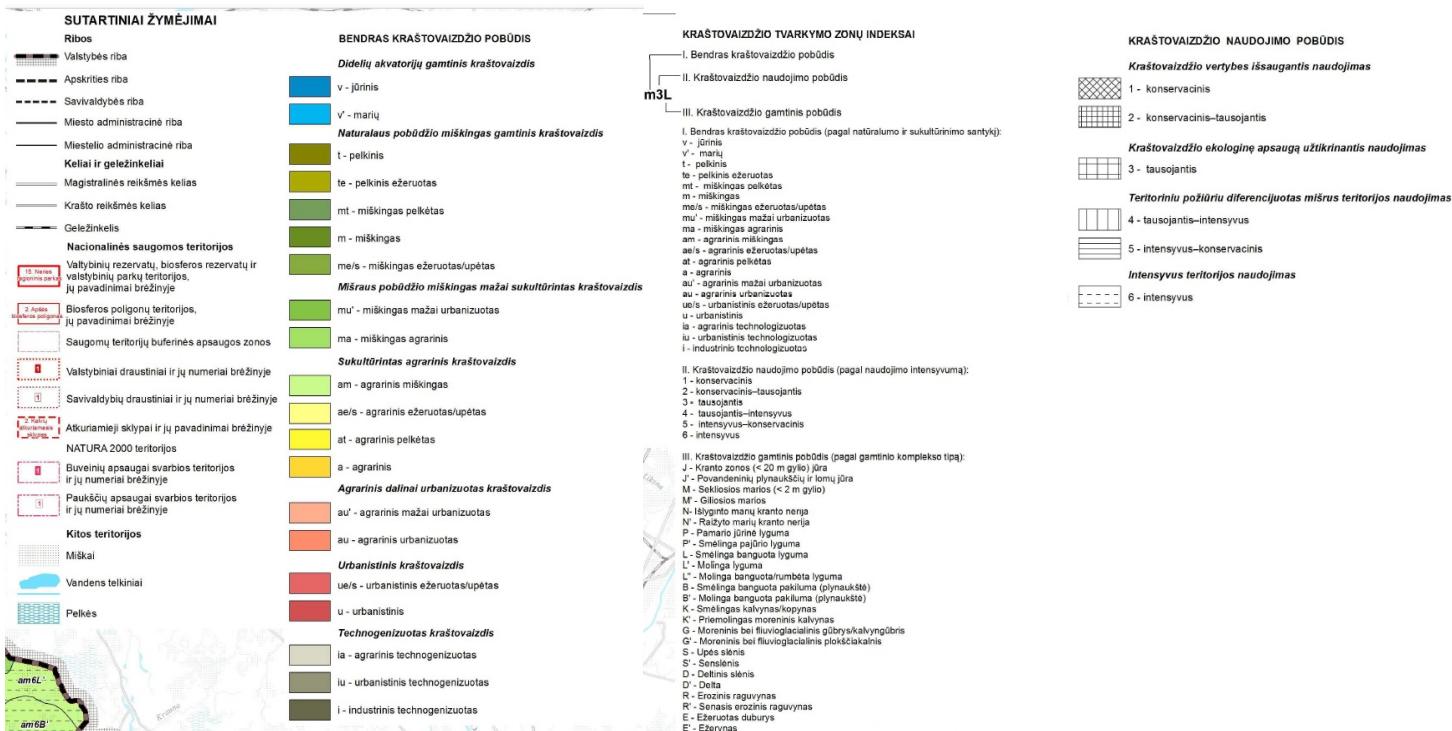 SUTARTINIAI ŽYMĖJIMAI
Ribos
Valstybės riba
Apskrities riba
Savivaldybės riba
Miesto administracinė riba
Miestelio administracinė riba
Keliai ir geležinkeliai
Magistralinės reikšmės kelias
Krašto reikšmės kelias
Geležinkelis
Nacionalinės saugomos teritorijos
15. Neries regioninis parkas
Valtybinių rezervatų, biosferos rezervatų ir
valstybinių parkų teritorijos,
jų pavadinimai brėžinyje
biosferos poligonas
Biosferos poligonų teritorijos,
jų pavadinimai brėžinyje
Saugomų teritorijų buferinės apsaugos zonos
1
Valstybiniai draustiniai ir jų numeriai brėžinyje
1
Savivaldybių draustiniai ir jų numeriai brėžinyje
atkuriamasis sklypas
Atkuriamieji sklypai ir jų pavadinimai brėžinyje
NATURA 2000 teritorijos
1
Buveinių apsaugai svarbios teritorijos
ir jų numeriai brėžinyje
1
Paukščių apsaugai svarbios teritorijos
ir jų numeriai brėžinyje
Kitos teritorijos
Miškai
Vandens telkiniai
Pelkės
am6L'
am6B'
BENDRAS KRAŠTOVAIZDŽIO POBŪDIS
Didelių akvatorijų gamtinis kraštovaizdis
v - jūrinis
v' - marių
Naturalaus pobūdžio miškingas gamtinis kraštovaizdis
t - pelkinis
te - pelkinis ežeruotas
mt - miškingas pelkėtas
m - miškingas
me/s - miškingas ežeruotas/upėtas
Mišraus pobūdžio miškingas mažai sukultūrintas kraštovaizdis
mu' - miškingas mažai urbanizuotas
ma - miškingas agrarinis
Sukultūrintas agrarinis kraštovaizdis
am - agrarinis miškingas
ae/s - agrarinis ežeruotas/upėtas
at - agrarinis pelkėtas
a - agrarinis
Agrarinis dalinai urbanizuotas kraštovaizdis
au' - agrarinis mažai urbanizuotas
au - agrarinis urbanizuotas
Urbanistinis kraštovaizdis
ue/s - urbanistinis ežeruotas/upėtas
u - urbanistinis
Technogenizuotas kraštovaizdis
ia - agrarinis technogenizuotas
iu - urbanistinis technogenizuotas
i - industrinis technogenizuotas
KRAŠTOVAIZDŽIO TVARKYMO ZONŲ INDEKSAI
I. Bendras kraštovaizdžio pobūdis
II. Kraštovaizdžio naudojimo pobūdis
m3L
III. Kraštovaizdžio gamtinis pobūdis
I. Bendras kraštovaizdžio pobūdis (pagal natūralumo ir sukultūrinimo santykį):
v - jūrinis
v' - marių
t - pelkinis
te - pelkinis ežeruotas
mt - miškingas pelkėtas
m - miškingas
me/s - miškingas ežeruotas/upėtas
mu' - miškingas mažai urbanizuotas
ma - miškingas agrarinis
am - agrarinis miškingas
ae/s - agrarinis ežeruotas/upėtas
at - agrarinis pelkėtas
a - agrarinis
au' - agrarinis mažai urbanizuotas
au - agrarinis urbanizuotas
ue/s - urbanistinis ežeruotas/upėtas
u - urbanistinis
ia - agrarinis technologizuotas
iu - urbanistinis technologizuotas
i - industrinis technologizuotas
II. Kraštovaizdžio naudojimo pobūdis (pagal naudojimo intensyvumą):
1 - konservacinis
2 - konservacinis–tausojantis
3 - tausojantis
4 - tausojantis–intensyvus
5 - intensyvus–konservacinis
6 - intensyvus
III. Kraštovaizdžio gamtinis pobūdis (pagal gamtinio komplekso tipą):
J - Kranto zonos (< 20 m gylio) jūra
J' - Povandeninių plynaukščių ir lomų jūra
M - Sekliosios marios (< 2 m gylio)
M' - Giliosios marios
N- Išlyginto marių kranto nerija
N' - Raižyto marių kranto nerija
P - Pamario jūrinė lyguma
P' - Smėlinga pajūrio lyguma
L - Smėlinga banguota lyguma
L' - Molinga lyguma
L" - Molinga banguota/rumbėta lyguma
B - Smėlinga banguota pakiluma (plynaukštė)
B' - Molinga banguota pakiluma (plynaukštė)
K - Smėlingas kalvynas/kopynas
K' - Priemolingas moreninis kalvynas
G - Moreninis bei fliuvioglacialinis gūbrys/kalvyngūbris
G' - Moreninis bei fliuvioglacialinis plokščiakalnis
S - Upės slėnis
S' - Senslėnis
D - Deltinis slėnis
D' - Delta
R - Erozinis raguvynas
R' - Senasis erozinis raguvynas
E - Ežeruotas duburys
E' - Ežerynas
KRAŠTOVAIZDŽIO NAUDOJIMO POBŪDIS
Kraštovaizdžio vertybes išsaugantis naudojimas
1 - konservacinis
2 - konservacinis–tausojantis
Kraštovaizdžio ekologinę apsaugą užtikrinantis naudojimas
3 - tausojantis
Teritoriniu požiūriu diferencijuotas mišrus teritorijos naudojimas
4 - tausojantis–intensyvus
5 - intensyvus–konservacinis
Intensyvus teritorijos naudojimas
6 - intensyvus